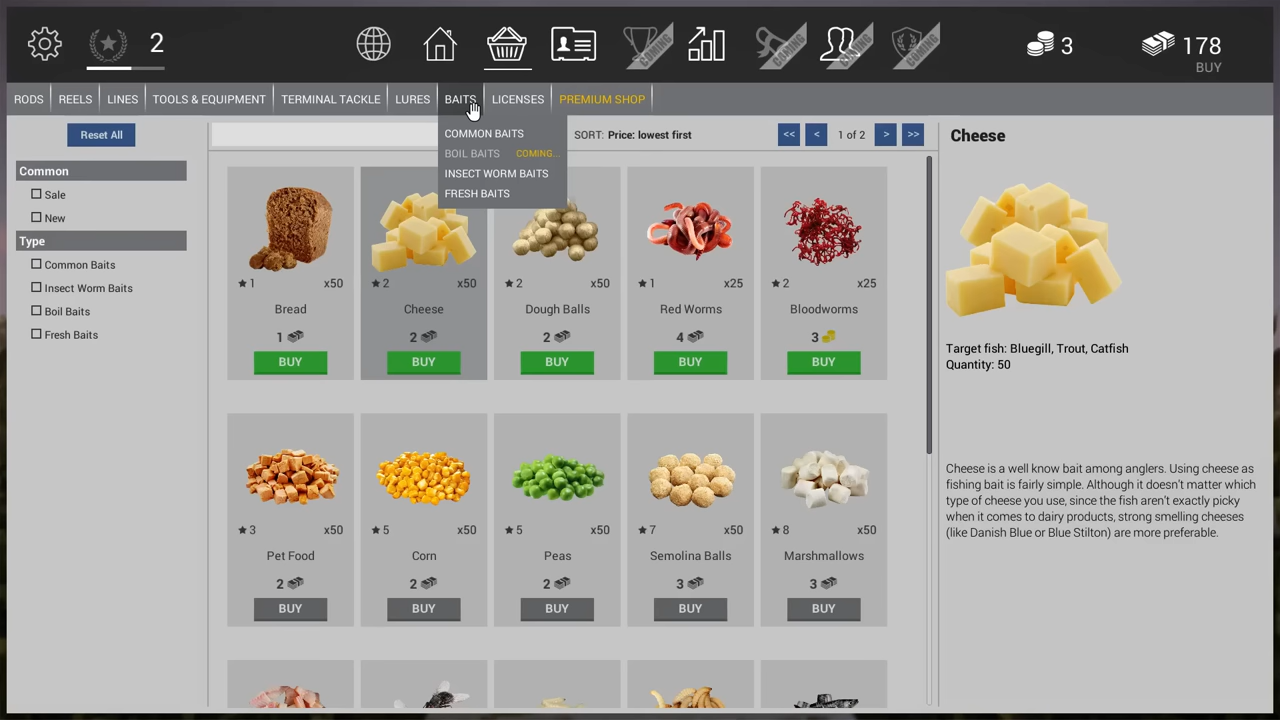 2
COMING
COMING
COMING
COMING
3
178
BUY
RODS
REELS
LINES
TOOLS & EQUIPMENT
TERMINAL TACKLE
LURES
BAITS
LICENSES
PREMIUM SHOP
COMMON BAITS
BOIL BAITS COMING...
INSECT WORM BAITS
FRESH BAITS
Reset All
SORT: Price: lowest first
<< < 1 of 2 > >>
Common
Sale
New
Type
Common Baits
Insect Worm Baits
Boil Baits
Fresh Baits
1 x50
Bread
1
BUY
2 x50
Cheese
2
BUY
2 x50
Dough Balls
2
BUY
1 x25
Red Worms
4
BUY
2 x25
Bloodworms
3
BUY
3 x50
Pet Food
2
BUY
5 x50
Corn
2
BUY
5 x50
Peas
2
BUY
7 x50
Semolina Balls
3
BUY
8 x50
Marshmallows
3
BUY
Cheese
Target fish: Bluegill, Trout, Catfish
Quantity: 50
Cheese is a well know bait among anglers. Using cheese as
fishing bait is fairly simple. Although it doesn't matter which
type of cheese you use, since the fish aren't exactly picky
when it comes to dairy products, strong smelling cheeses
(like Danish Blue or Blue Stilton) are more preferable.